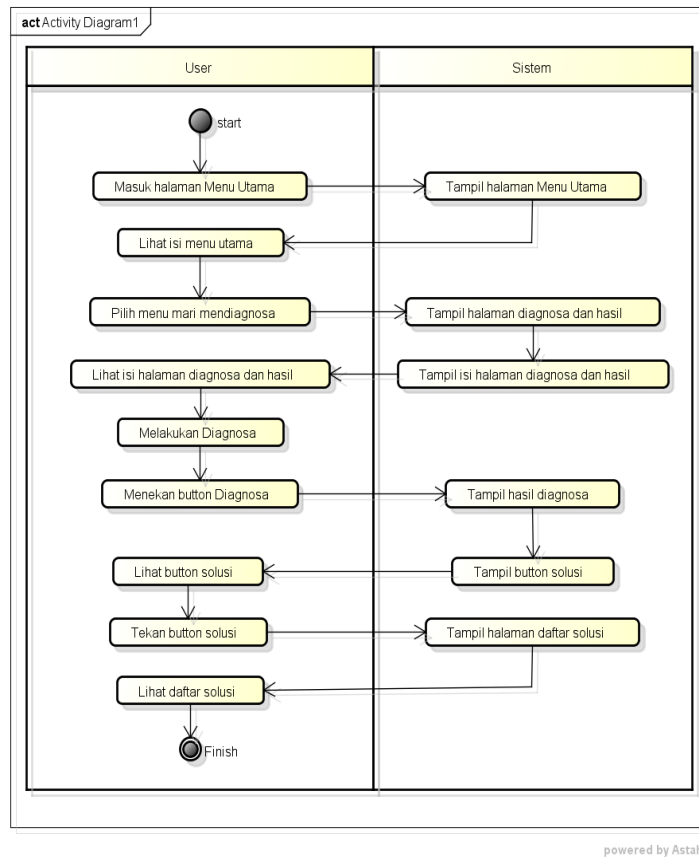 act Activity Diagram1
User
Sistem
start
Masuk halaman Menu Utama
Tampil halaman Menu Utama
Lihat isi menu utama
Pilih menu mari mendiagnosa
Tampil halaman diagnosa dan hasil
Lihat isi halaman diagnosa dan hasil
Tampil isi halaman diagnosa dan hasil
Melakukan Diagnosa
Menekan button Diagnosa
Tampil hasil diagnosa
Lihat button solusi
Tampil button solusi
Tekan button solusi
Tampil halaman daftar solusi
Lihat daftar solusi
Finish
powered by Astah